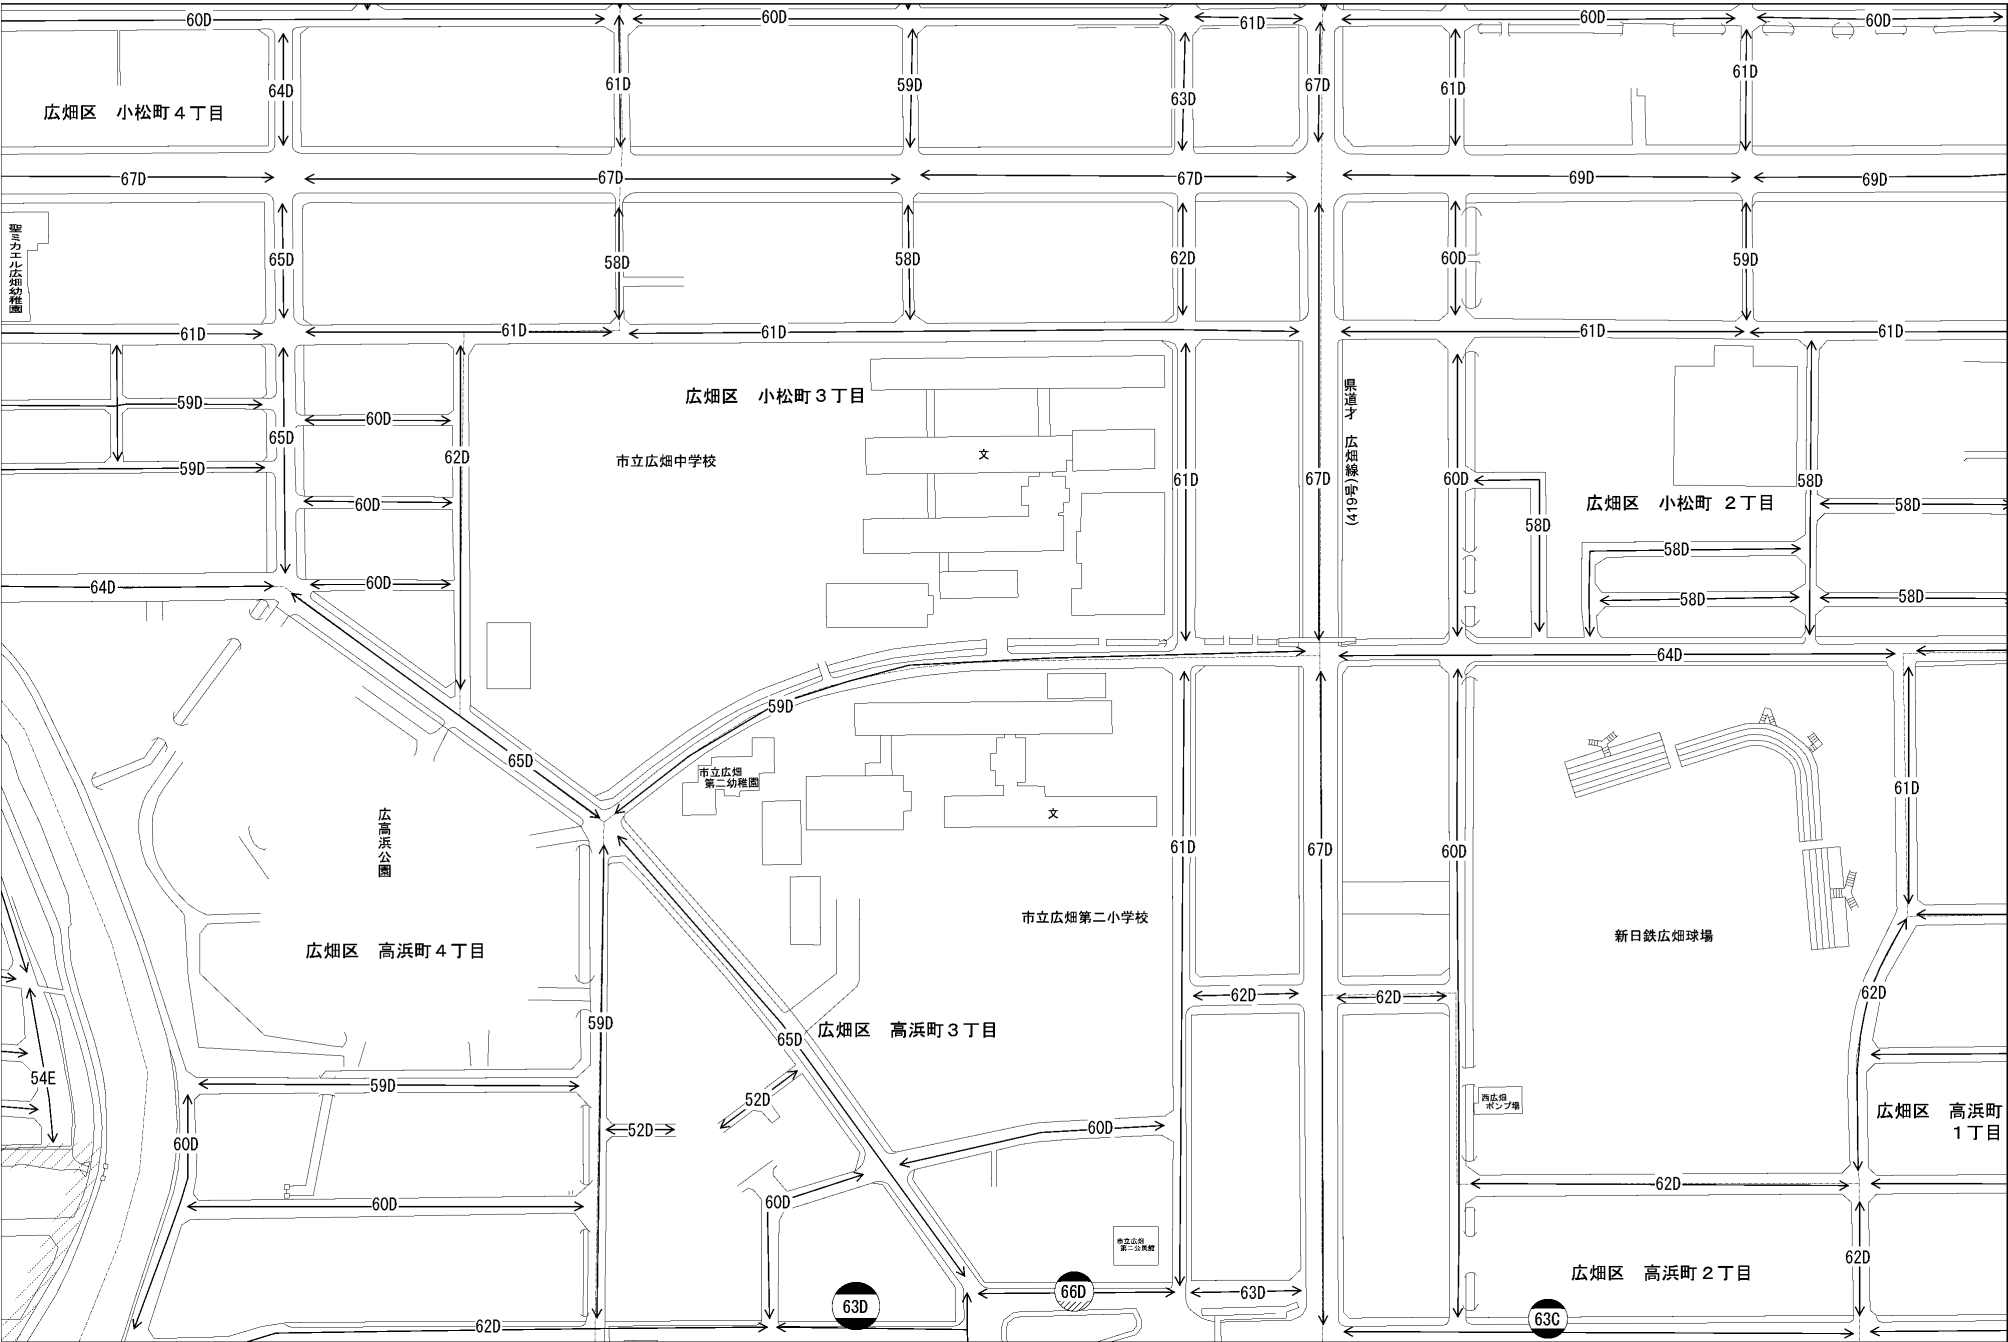 60D
60D
61D
60D
60D
64D
61D
59D
63D
67D
61D
61D
広畑区　小松町４丁目
67D
67D
67D
69D
69D
聖ミカエル広畑幼稚園
65D
58D
58D
62D
60D
59D
61D
61D
61D
61D
61D
59D
60D
65D
59D
62D
60D
60D
64D
広畑区　小松町３丁目
市立広畑中学校
文
61D
67D
県道才　広畑線(419号)
60D
58D
広畑区　小松町 ２丁目
58D
58D
58D
58D
58D
64D
59D
65D
市立広畑
第二幼稚園
文
61D
67D
60D
61D
広高浜公園
市立広畑第二小学校
新日鉄広畑球場
広畑区　高浜町４丁目
62D
62D
62D
59D
65D
広畑区　高浜町３丁目
54E
59D
52D
52D
60D
60D
西広畑
ポンプ場
広畑区　高浜町
１丁目
60D
60D
62D
市立広畑
第二公民館
62D
広畑区　高浜町２丁目
63D
66D
63D
63C
62D